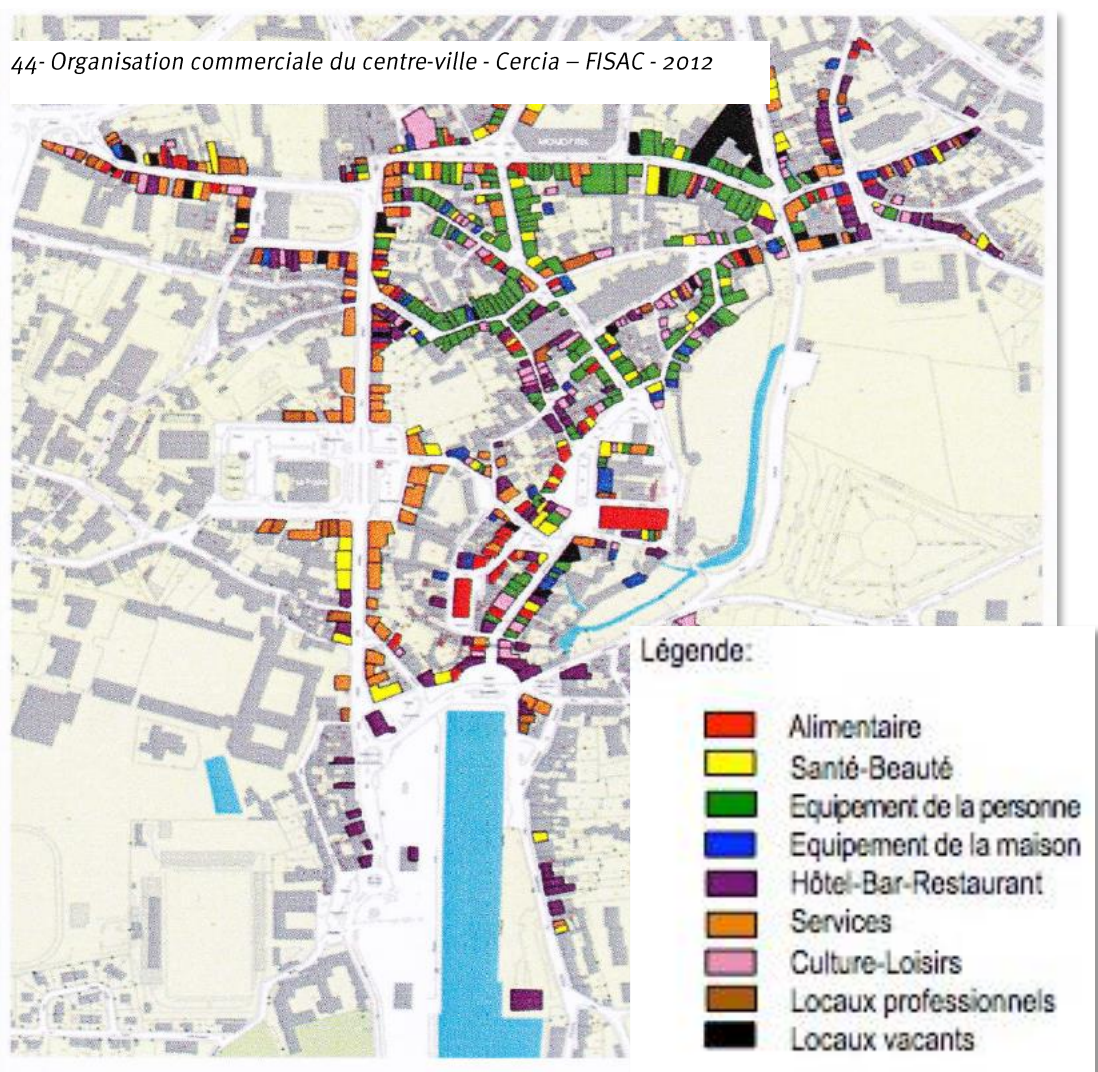 44- Organisation commerciale du centre-ville - Cercia – FISAC - 2012
Légende:
Alimentaire
Santé-Beauté
Equipement de la personne
Equipement de la maison
Hôtel-Bar-Restaurant
Services
Culture-Loisirs
Locaux professionnels
Locaux vacants